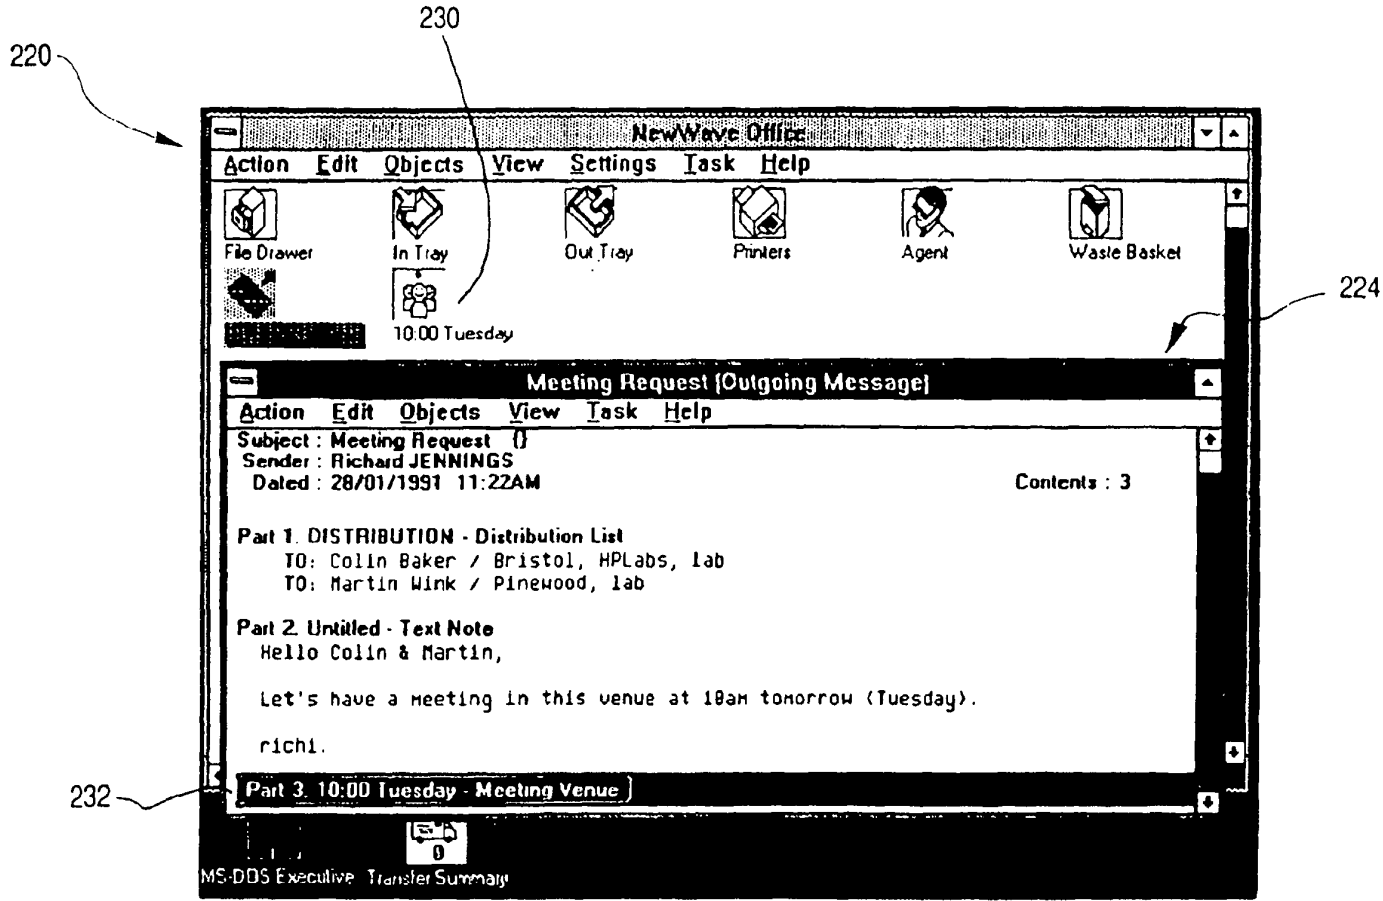 230
220
NewWave Office
Action Edit Objects View Settings Task Help
File Drawer In Tray Out Tray Printers Agent Waste Basket
10:00 Tuesday
224
Meeting Request (Outgoing Message)
Action Edit Objects View Task Help
Subject : Meeting Request {}
Sender : Richard JENNINGS
Dated : 28/01/1991 11:22AM Contents : 3
Part 1. DISTRIBUTION - Distribution List
TO: Colin Baker / Bristol, HPLabs, lab
TO: Martin Wink / Pinewood, lab
Part 2. Untitled - Text Note
Hello Colin & Martin,
Let's have a meeting in this venue at 10am tomorrow (Tuesday).
richi.
232
Part 3. 10:00 Tuesday - Meeting Venue
0
MS-DOS Executive Transfer Summary